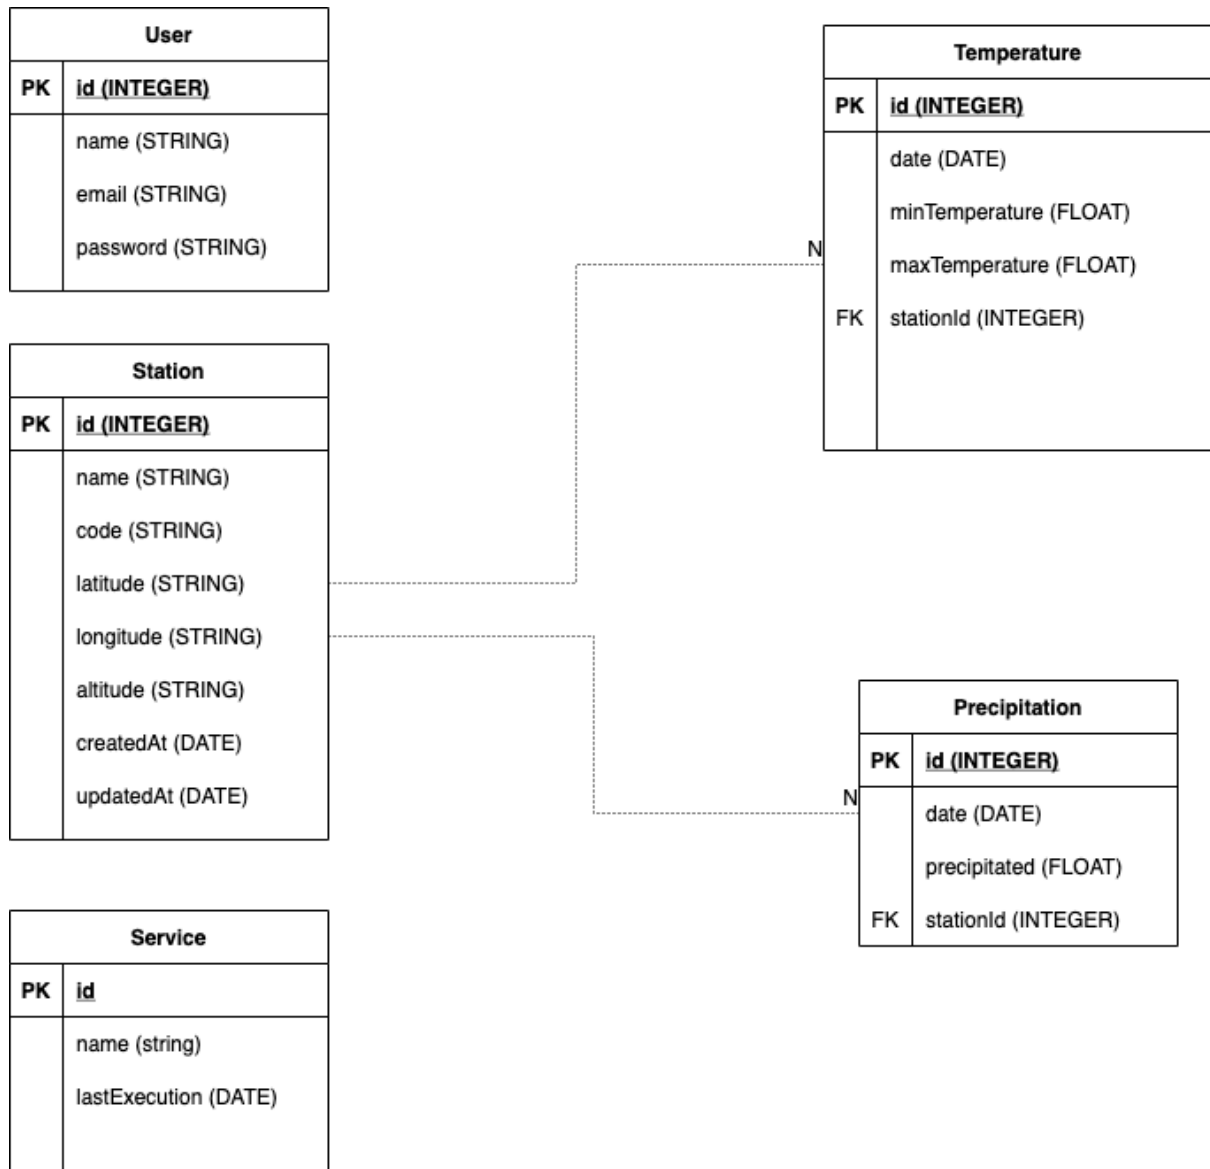 User
PK id (INTEGER)
name (STRING)
email (STRING)
password (STRING)
Station
PK id (INTEGER)
name (STRING)
code (STRING)
latitude (STRING)
longitude (STRING)
altitude (STRING)
createdAt (DATE)
updatedAt (DATE)
Service
PK id
name (string)
lastExecution (DATE)
Temperature
PK id (INTEGER)
date (DATE)
minTemperature (FLOAT)
N
maxTemperature (FLOAT)
FK stationId (INTEGER)
Precipitation
PK id (INTEGER)
N
date (DATE)
precipitated (FLOAT)
FK stationId (INTEGER)